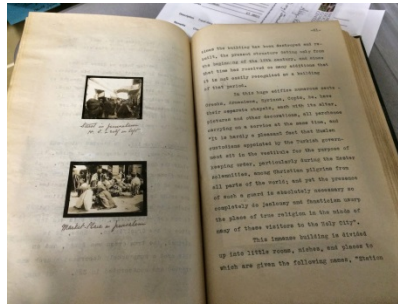 Street in Jerusalem
Market Place in Jerusalem
times the building has been destroyed and re-
built, the present structure dating only from
the beginning of the 19th century, and since
that time has received so many additions that
it is not easily recognized as a building
of that period.
In this huge edifice numerous sects,
Greeks, Armenians, Syrians, Copts, &c, have
their separate chapels, each with its altar,
pictures and other decorations, all perchance
carrying on a service at the same time, and
"it is hardly a pleasant fact that Moslem
custodians appointed by the Turkish govern-
ment sit in the vestibule for the purpose of
keeping order, particularly during the Easter
solemnities, among Christian pilgrims from
all parts of the world; and yet the presence
of such a guard is absolutely necessary so
completely do jealousy and fanaticism usurp
the place of true religion in the minds of
many of these visitors to the Holy City".
This immense building is divided
up into little rooms, niches, and places to
which are given the following names, "Station